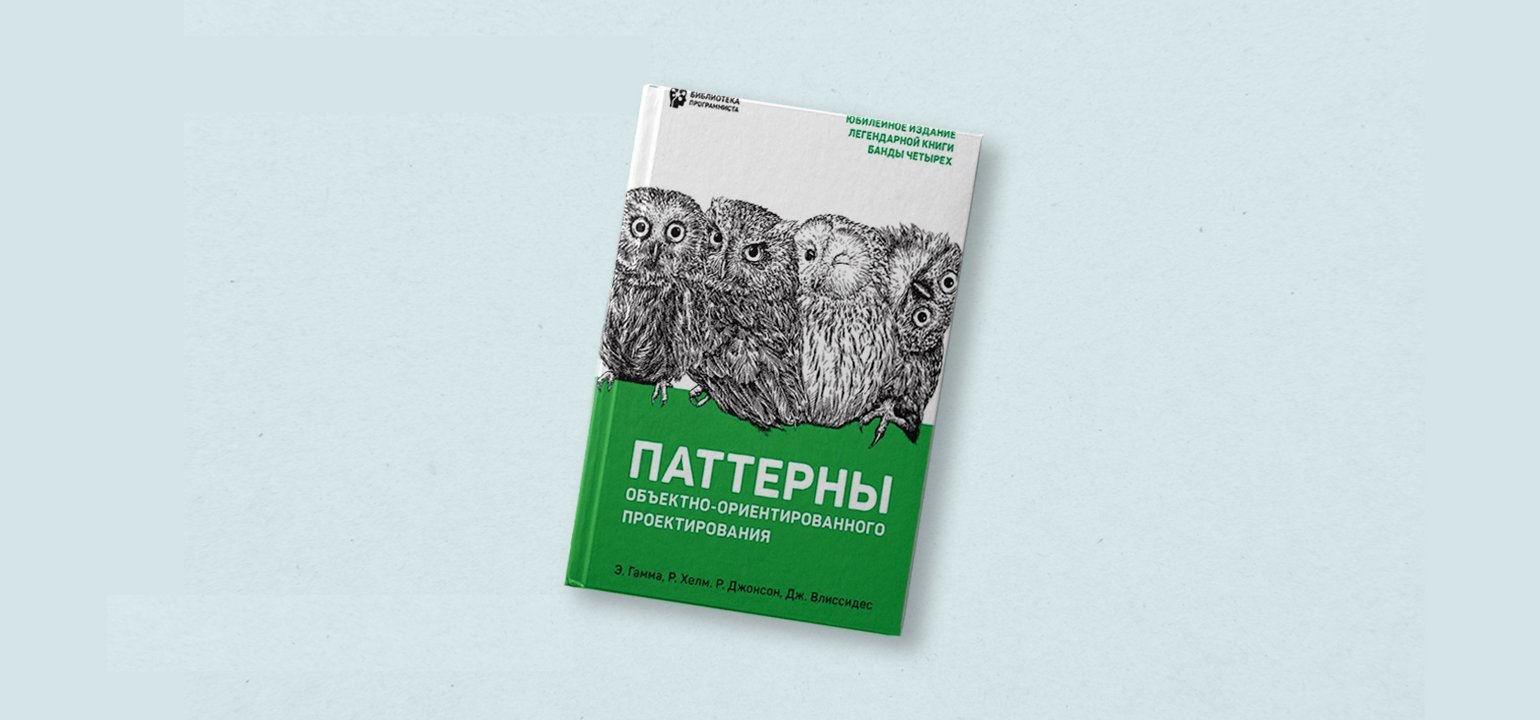 БИБЛИОТЕКА
ПРОГРАММИСТА
ЮБИЛЕЙНОЕ ИЗДАНИЕ
ЛЕГЕНДАРНОЙ КНИГИ
БАНДЫ ЧЕТЫРЕХ
ПАТТЕРНЫ
ОБЪЕКТНО-ОРИЕНТИРОВАННОГО
ПРОЕКТИРОВАНИЯ
Э. Гамма, Р. Хелм. Р. Джонсон, Дж. Влиссидес